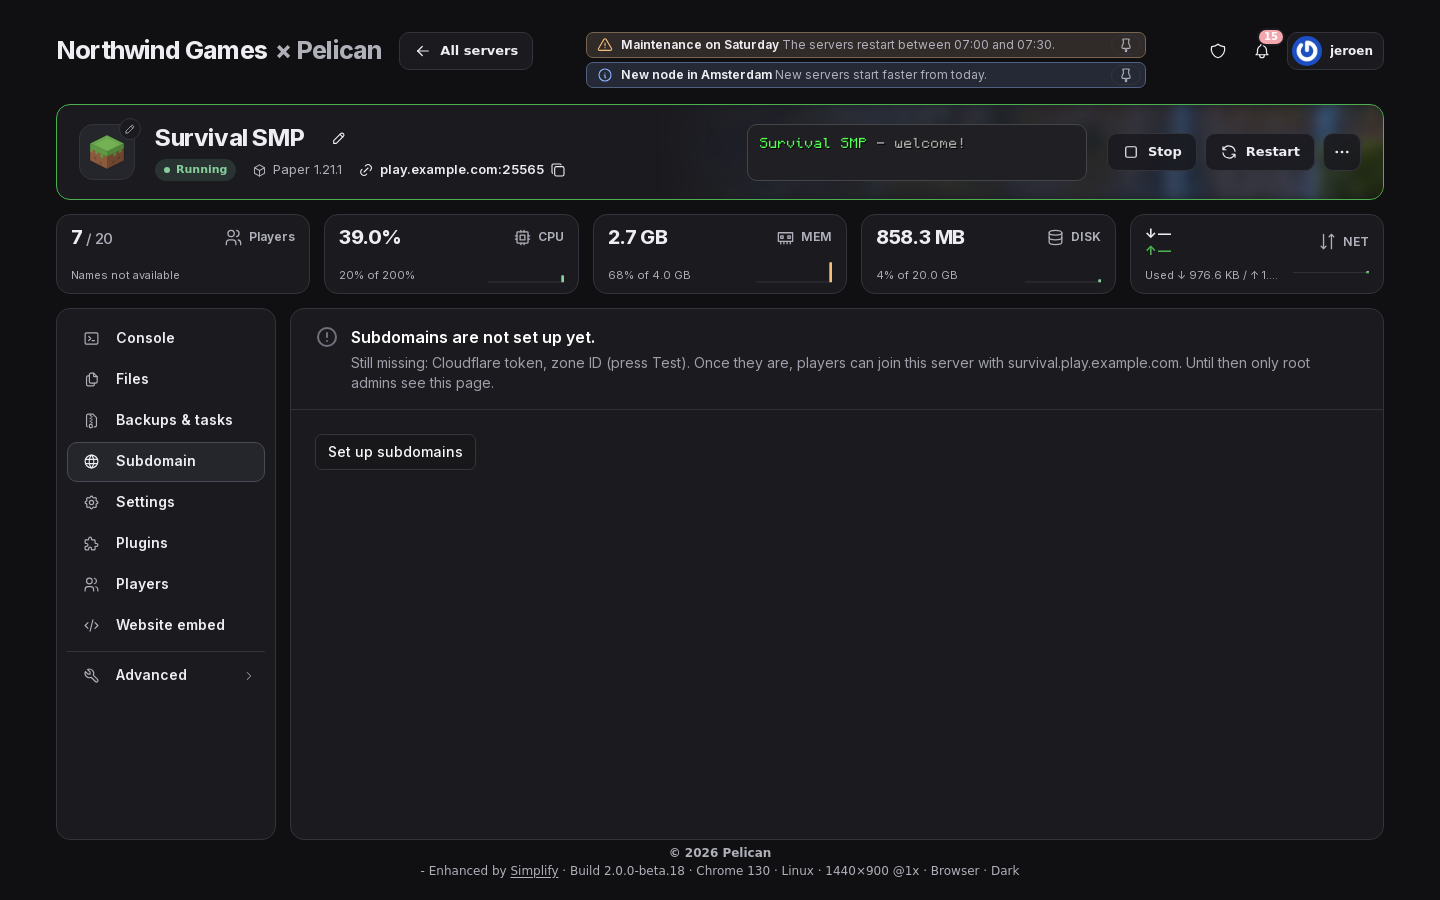 Northwind Games × Pelican
All servers
Maintenance on Saturday The servers restart between 07:00 and 07:30.
New node in Amsterdam New servers start faster from today.
15
jeroen
Survival SMP
Running
Paper 1.21.1
play.example.com:25565
Survival SMP - welcome!
Stop
Restart
7 / 20
Players
Names not available
39.0%
CPU
20% of 200%
2.7 GB
MEM
68% of 4.0 GB
858.3 MB
DISK
4% of 20.0 GB
↓—
↑—
NET
Used ↓ 976.6 KB / ↑ 1....
Console
Files
Backups & tasks
Subdomain
Settings
Plugins
Players
Website embed
Advanced
Subdomains are not set up yet.
Still missing: Cloudflare token, zone ID (press Test). Once they are, players can join this server with survival.play.example.com. Until then only root
admins see this page.
Set up subdomains
© 2026 Pelican
- Enhanced by Simplify · Build 2.0.0-beta.18 · Chrome 130 · Linux · 1440×900 @1x · Browser · Dark